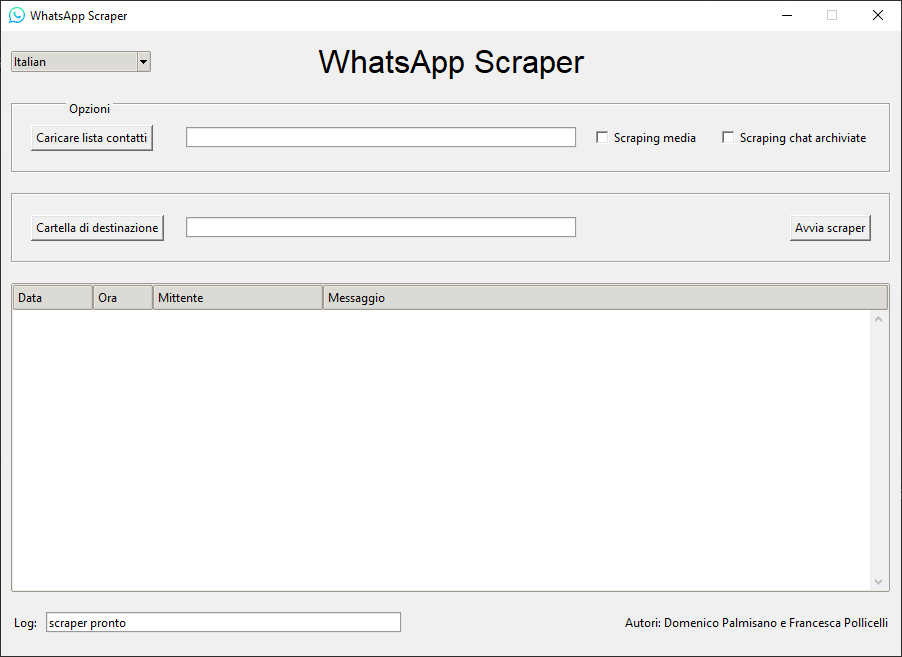 WhatsApp Scraper
Italian
WhatsApp Scraper
Opzioni
Caricare lista contatti
Scraping media
Scraping chat archiviate
Cartella di destinazione
Avvia scraper
Data
Ora
Mittente
Messaggio
Log:
scraper pronto
Autori: Domenico Palmisano e Francesca Pollicelli